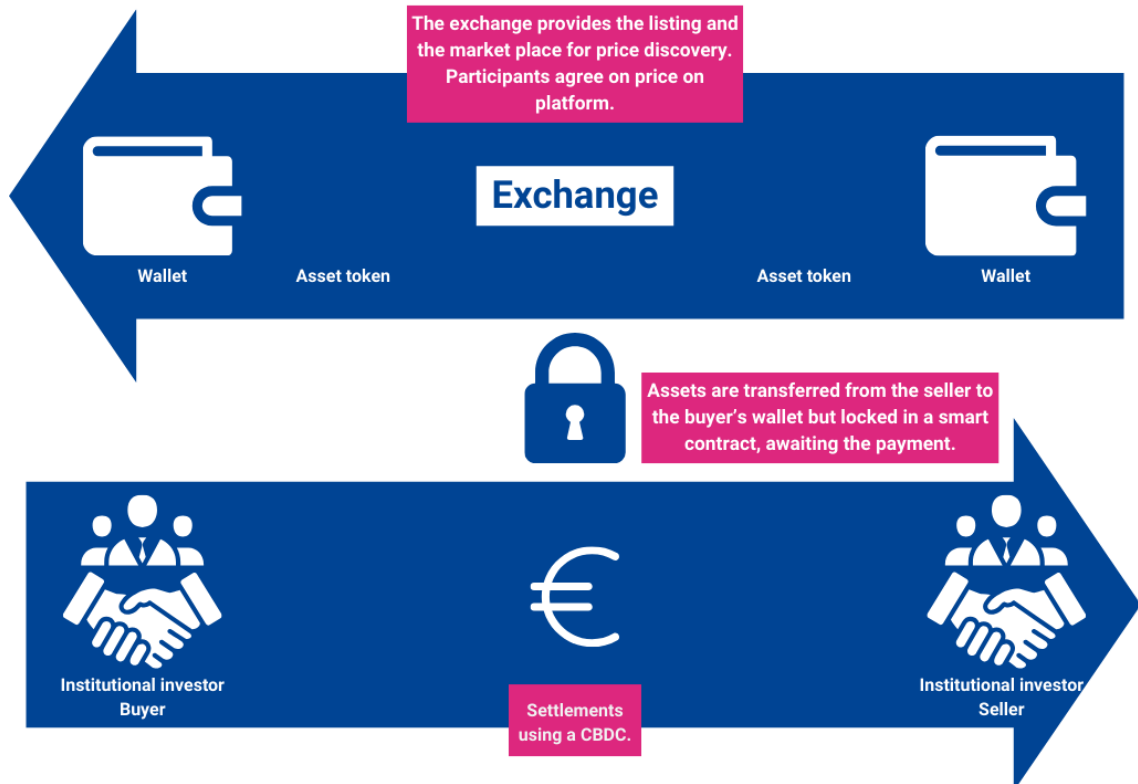 The exchange provides the listing and
the market place for price discovery.
Participants agree on price on
platform.
Exchange
Wallet
Asset token
Asset token
Wallet
Assets are transferred from the seller to
the buyer’s wallet but locked in a smart
contract, awaiting the payment.
€
Institutional investor
Buyer
Institutional investor
Seller
Settlements
using a CBDC.